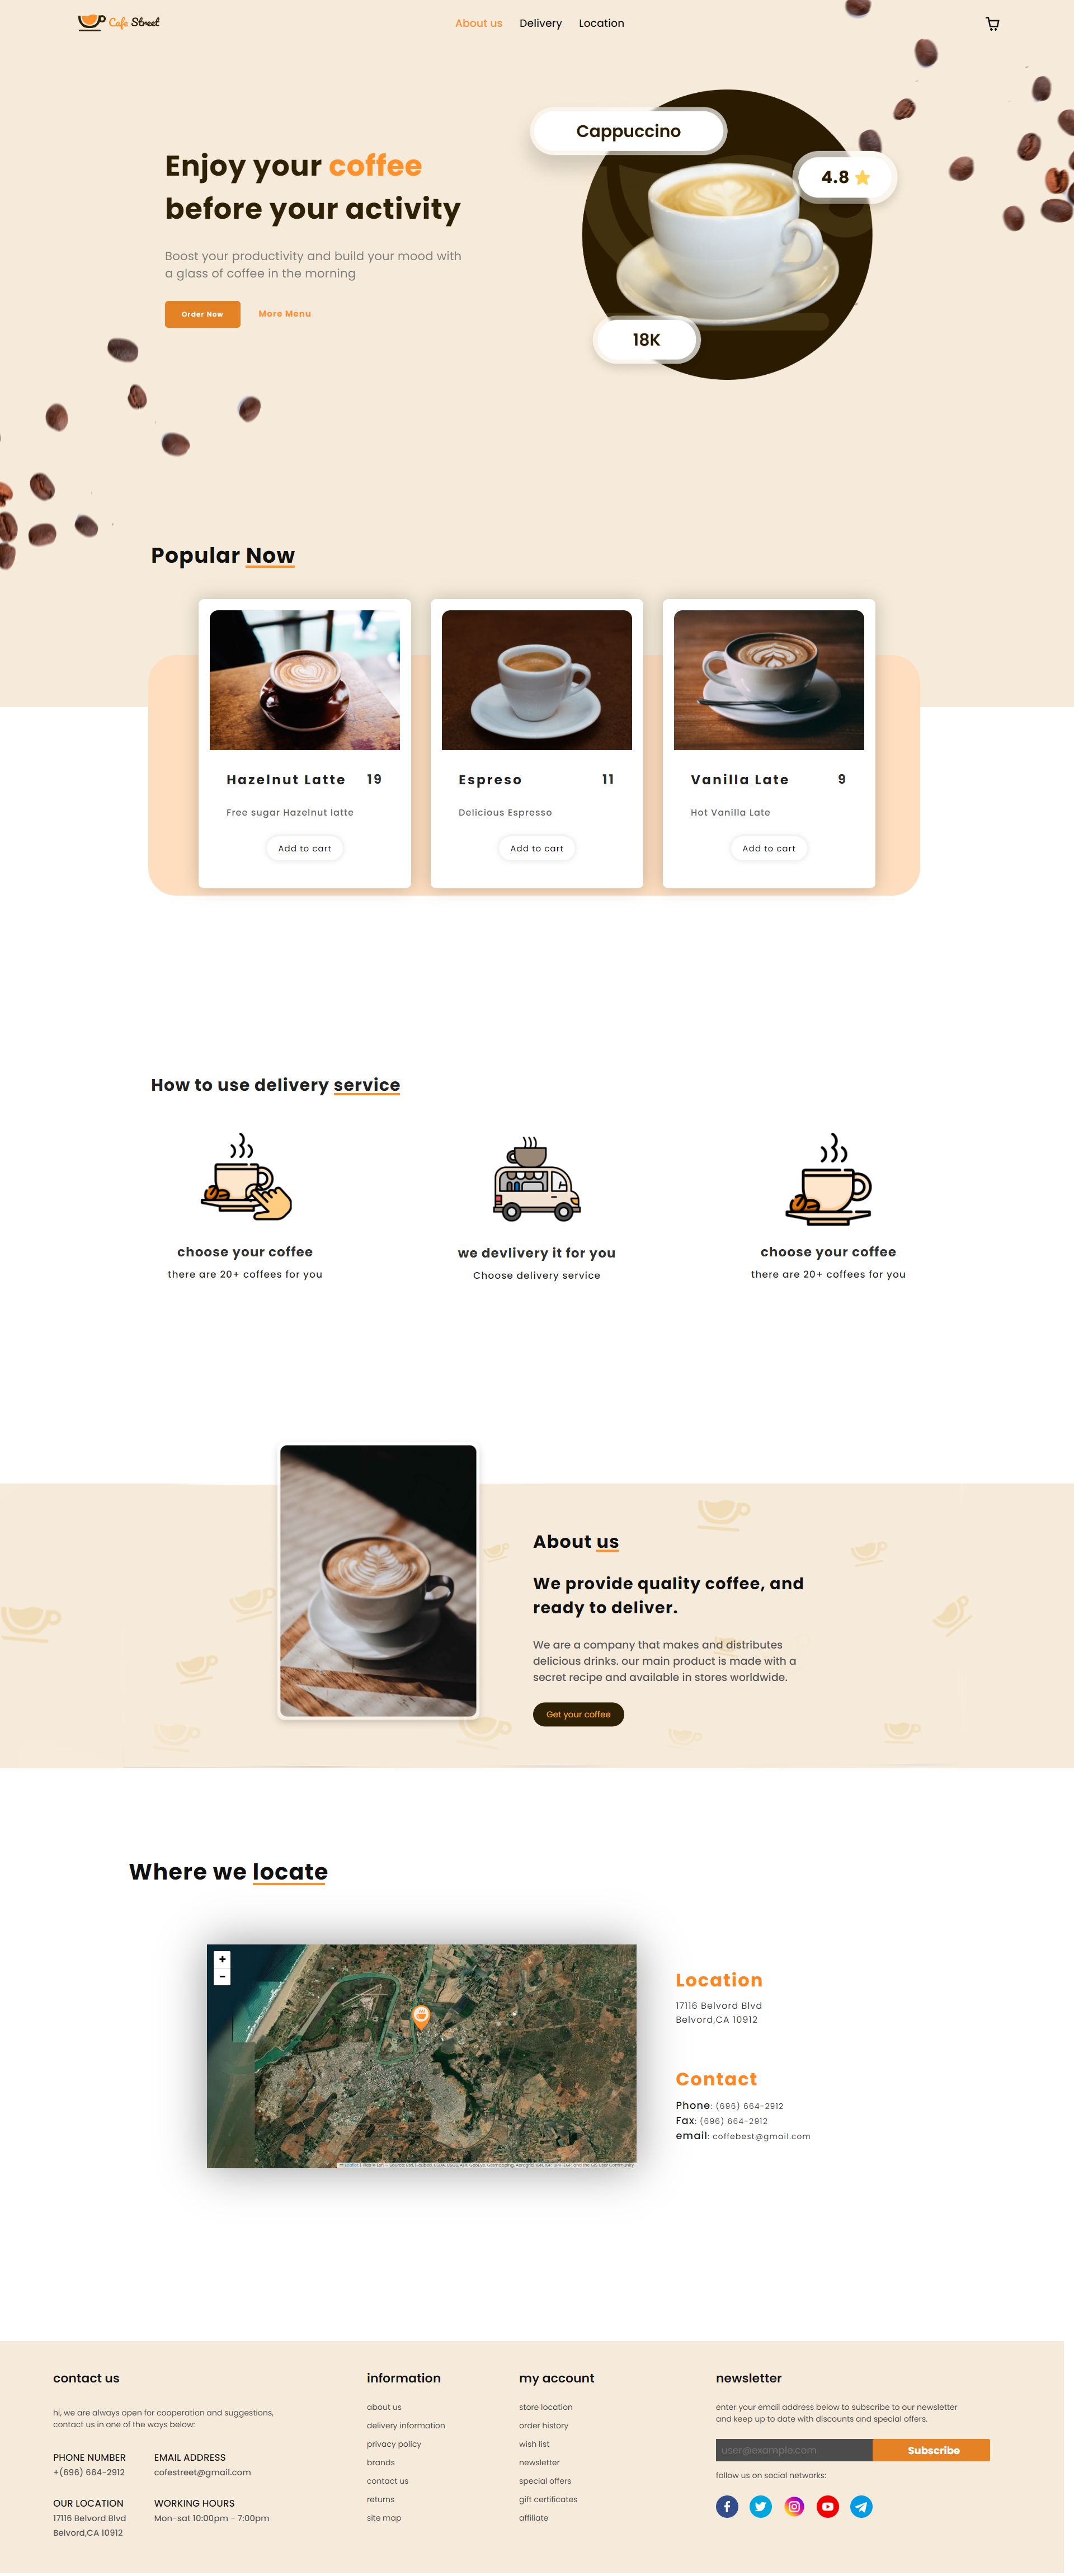 Cafe Street
About us Delivery Location
Cappuccino
4.8
Enjoy your coffee
before your activity
Boost your productivity and build your mood with
a glass of coffee in the morning
Order Now More Menu
18K
Popular Now
Hazelnut Latte 19
Free sugar Hazelnut latte
Add to cart
Espreso 11
Delicious Espresso
Add to cart
Vanilla Late 9
Hot Vanilla Late
Add to cart
How to use delivery service
choose your coffee
there are 20+ coffees for you
we devlivery it for you
Choose delivery service
choose your coffee
there are 20+ coffees for you
About us
We provide quality coffee, and
ready to deliver.
We are a company that makes and distributes
delicious drinks. our main product is made with a
secret recipe and available in stores worldwide.
Get your coffee
Where we locate
+
−
Location
17116 Belvord Blvd
Belvord,CA 10912
Contact
Phone: (696) 664-2912
Fax: (696) 664-2912
email: coffebest@gmail.com
contact us
hi, we are always open for cooperation and suggestions,
contact us in one of the ways below:
PHONE NUMBER
+(696) 664-2912
EMAIL ADDRESS
cofestreet@gmail.com
OUR LOCATION
17116 Belvord Blvd
Belvord,CA 10912
WORKING HOURS
Mon-sat 10:00pm - 7:00pm
information
about us
delivery information
privacy policy
brands
contact us
returns
site map
my account
store location
order history
wish list
newsletter
special offers
gift certificates
affiliate
newsletter
enter your email address below to subscribe to our newsletter
and keep up to date with discounts and special offers.
user@example.com Subscribe
follow us on social networks: